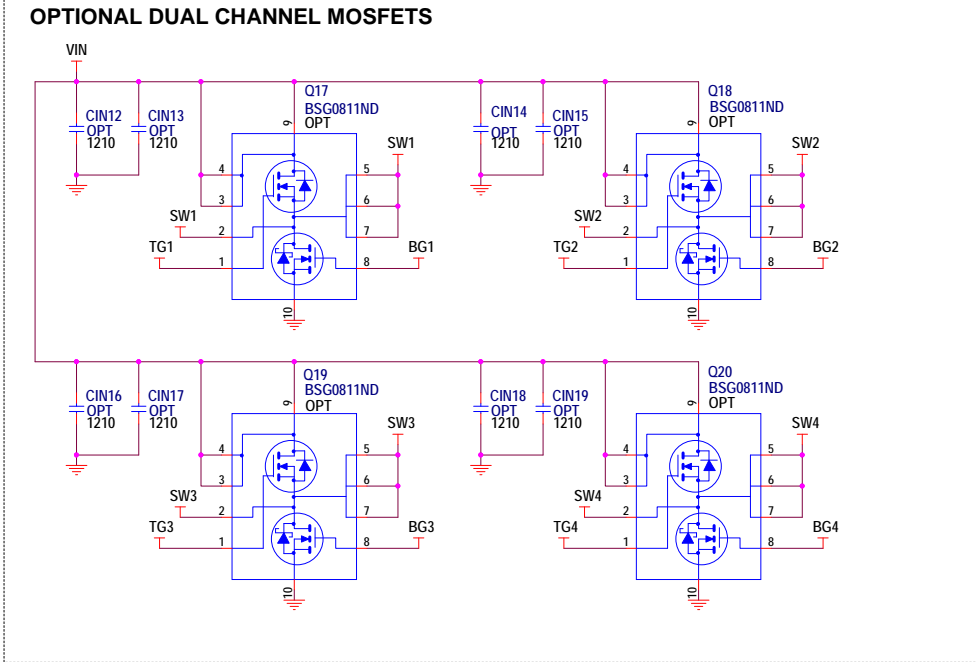 OPTIONAL DUAL CHANNEL MOSFETS
VIN
CIN12
OPT
1210
CIN13
OPT
1210
Q17
BSG0811ND
OPT
9
4
3
SW1
2
TG1
1
SW1
5
6
7
BG1
8
10
CIN14
OPT
1210
CIN15
OPT
1210
Q18
BSG0811ND
OPT
9
4
3
SW2
2
TG2
1
SW2
5
6
7
BG2
8
10
CIN16
OPT
1210
CIN17
OPT
1210
Q19
BSG0811ND
OPT
9
4
3
SW3
2
TG3
1
SW3
5
6
7
BG3
8
10
CIN18
OPT
1210
CIN19
OPT
1210
Q20
BSG0811ND
OPT
9
4
3
SW4
2
TG4
1
SW4
5
6
7
BG4
8
10